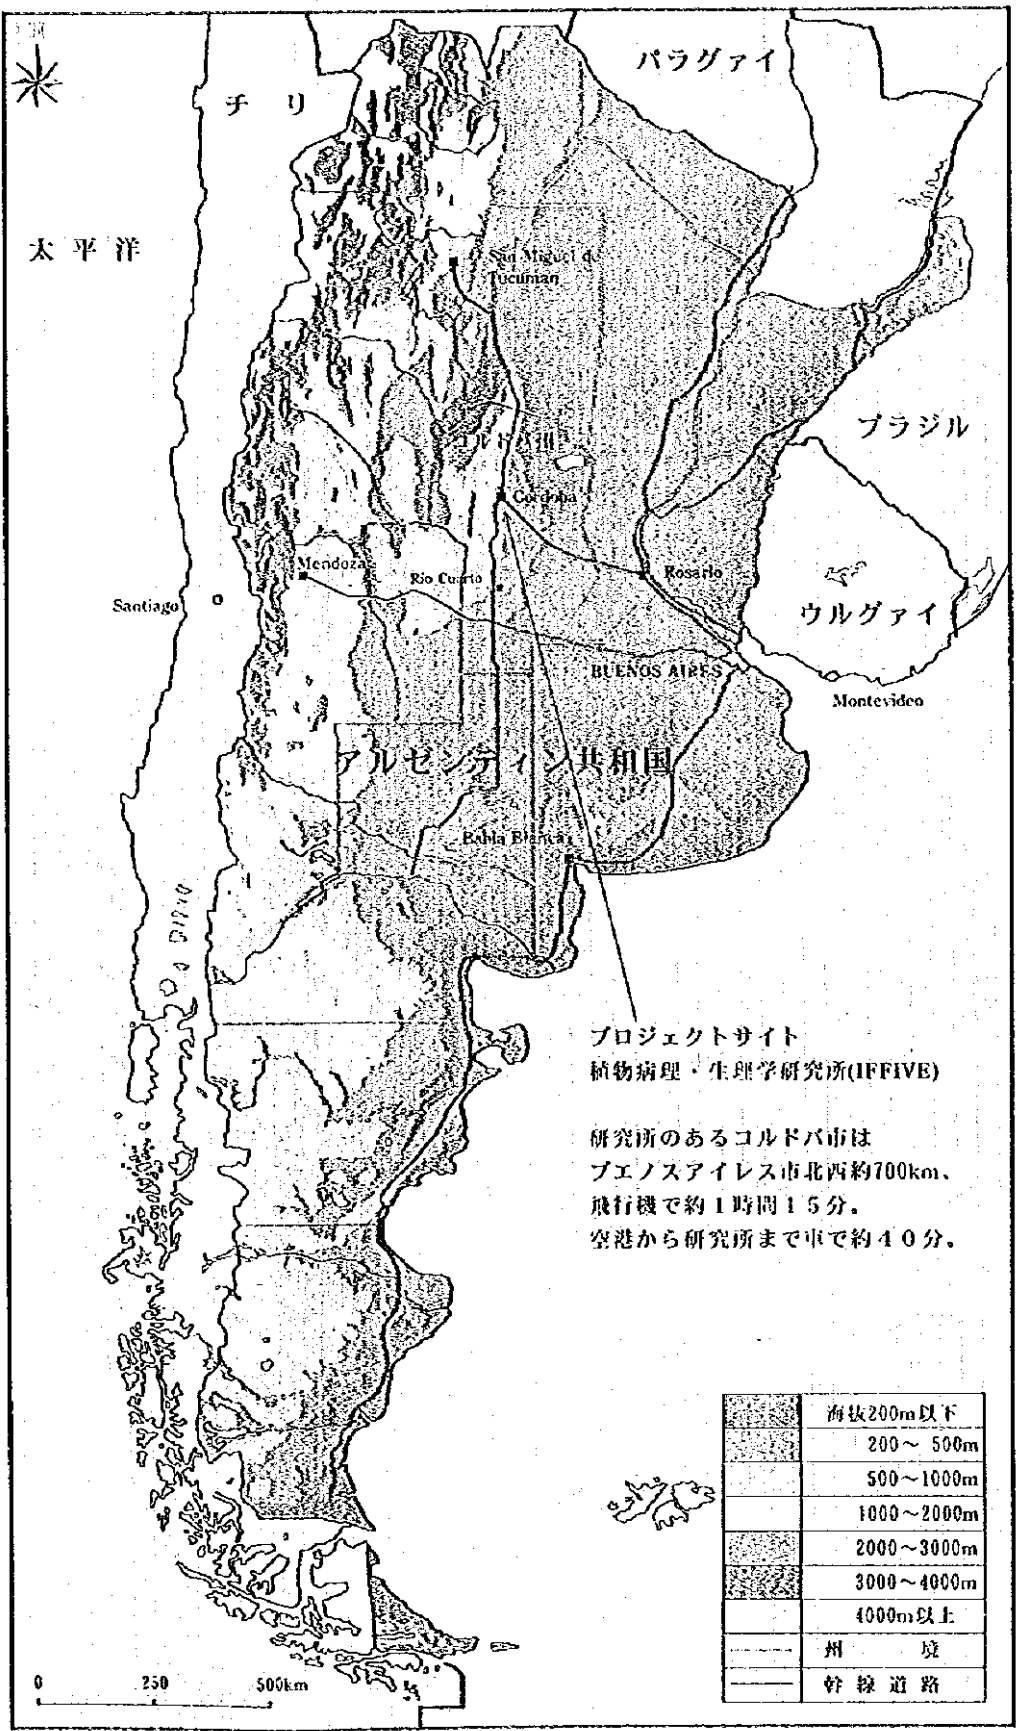 パラグァイ
チリ
太平洋
San Miguel de
Tucuman
ブラジル
コルドバ州
Cordoba
Mendoza
Rio Cuarto
Rosario
Santiago
ウルグァイ
BUENOS AIRES
Montevideo
アルゼンティン共和国
Bahia Blanca
プロジェクトサイト
植物病理・生理学研究所(IFFIVE)
研究所のあるコルドバ市は
ブエノスアイレス市北西約700km、
飛行機で約1時間15分。
空港から研究所まで車で約40分。
海抜200m以下
200～500m
500～1000m
1000～2000m
2000～3000m
3000～4000m
4000m以上
州境
幹線道路
0 250 500km